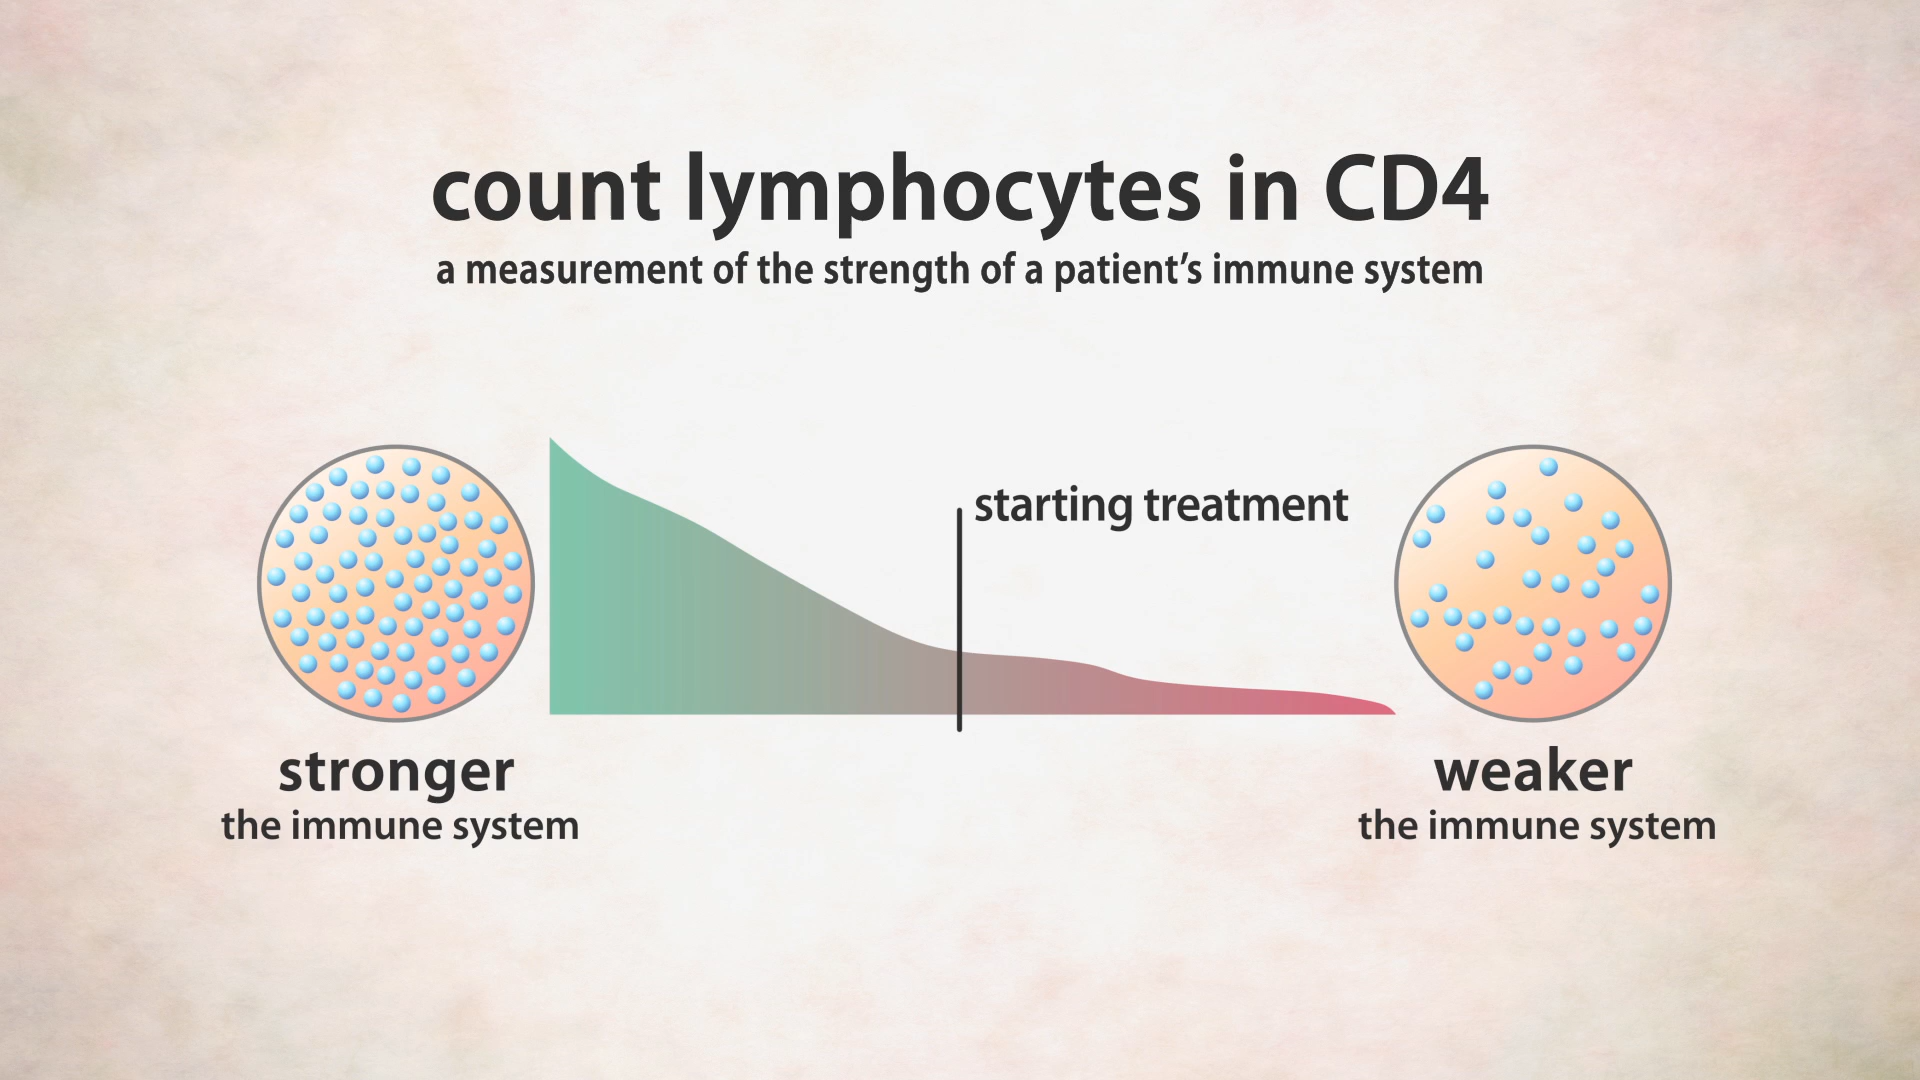 count lymphocytes in CD4
a measurement of the strength of a patient’s immune system
starting treatment
stronger
the immune system
weaker
the immune system